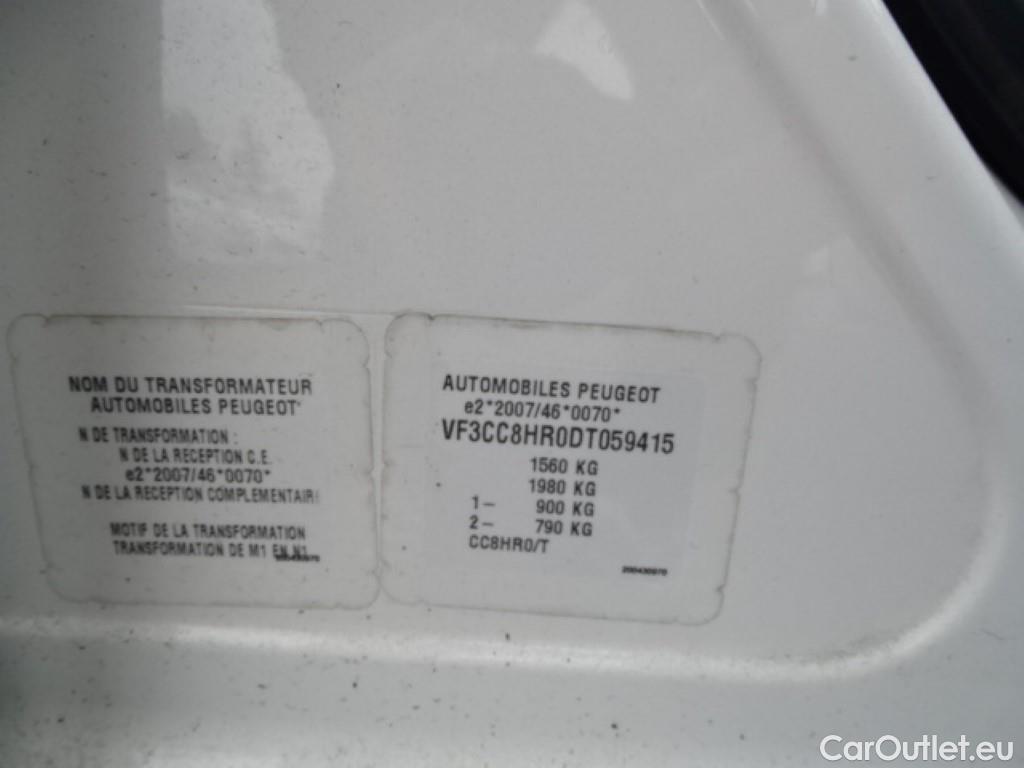 NOM DU TRANSFORMATEUR
AUTOMOBILES PEUGEOT
N DE TRANSFORMATION :
N DE LA RECEPTION C.E.
e2*2007/46*0070*
N DE LA RECEPTION COMPLEMENTAIR
MOTIF DE LA TRANSFORMATION
TRANSFORMATION DE M1 EN N1
200430970
AUTOMOBILES PEUGEOT
e2*2007/46*0070*
VF3CC8HR0DT059415
1560 KG
1980 KG
1- 900 KG
2- 790 KG
CC8HR0/T
200430970
CarOutlet.eu